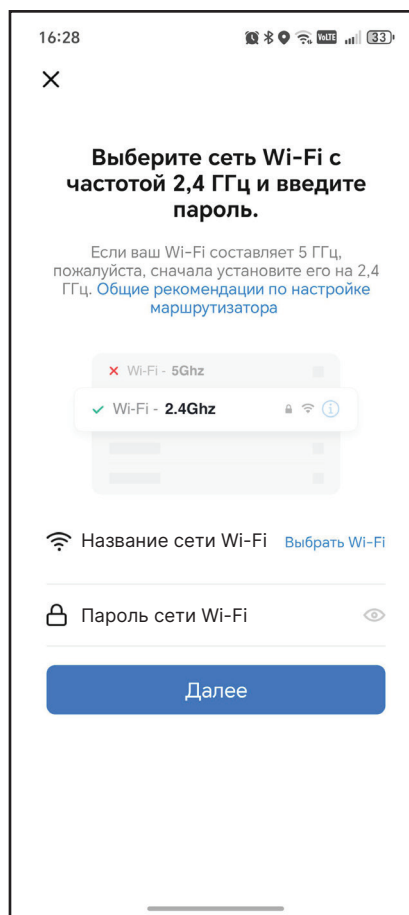 16:28 VoLTE 33
Выберите сеть Wi-Fi с
частотой 2,4 ГГц и введите
пароль.
Если ваш Wi-Fi составляет 5 ГГц,
пожалуйста, сначала установите его на 2,4
ГГц. Общие рекомендации по настройке
маршрутизатора
Wi-Fi - 5Ghz
Wi-Fi - 2.4Ghz
Название сети Wi-Fi Выбрать Wi-Fi
Пароль сети Wi-Fi
Далее